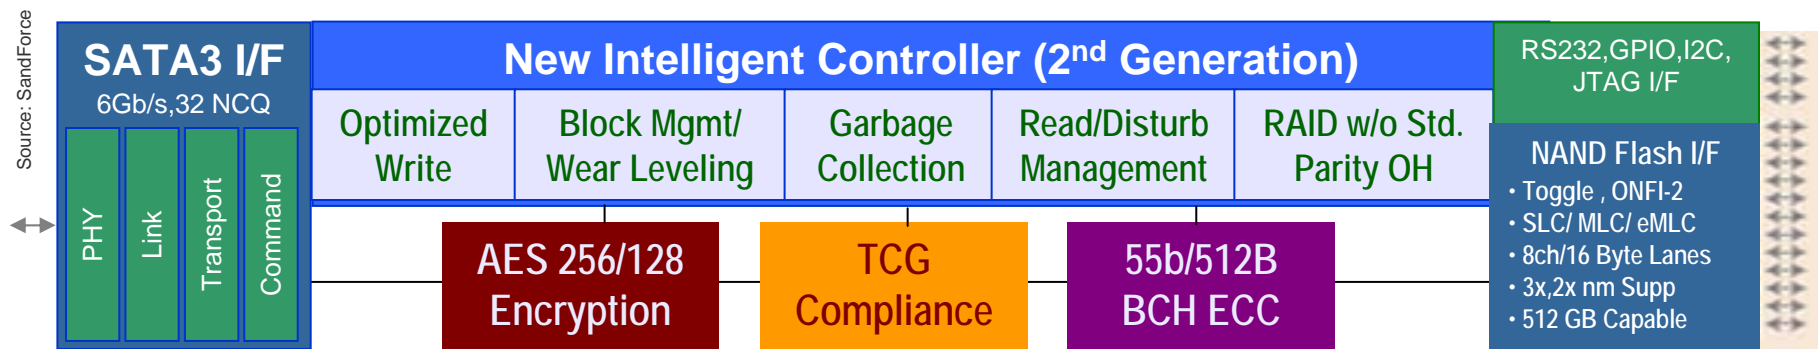 Source: SandForce
SATA3 I/F
6Gb/s,32 NCQ
PHY
Link
Transport
Command
New Intelligent Controller (2nd Generation)
Optimized
Write
Block Mgmt/
Wear Leveling
Garbage
Collection
Read/Disturb
Management
RAID w/o Std.
Parity OH
AES 256/128
Encryption
TCG
Compliance
55b/512B
BCH ECC
RS232,GPIO,I2C,
JTAG I/F
NAND Flash I/F
• Toggle , ONFI-2
• SLC/ MLC/ eMLC
• 8ch/16 Byte Lanes
• 3x,2x nm Supp
• 512 GB Capable